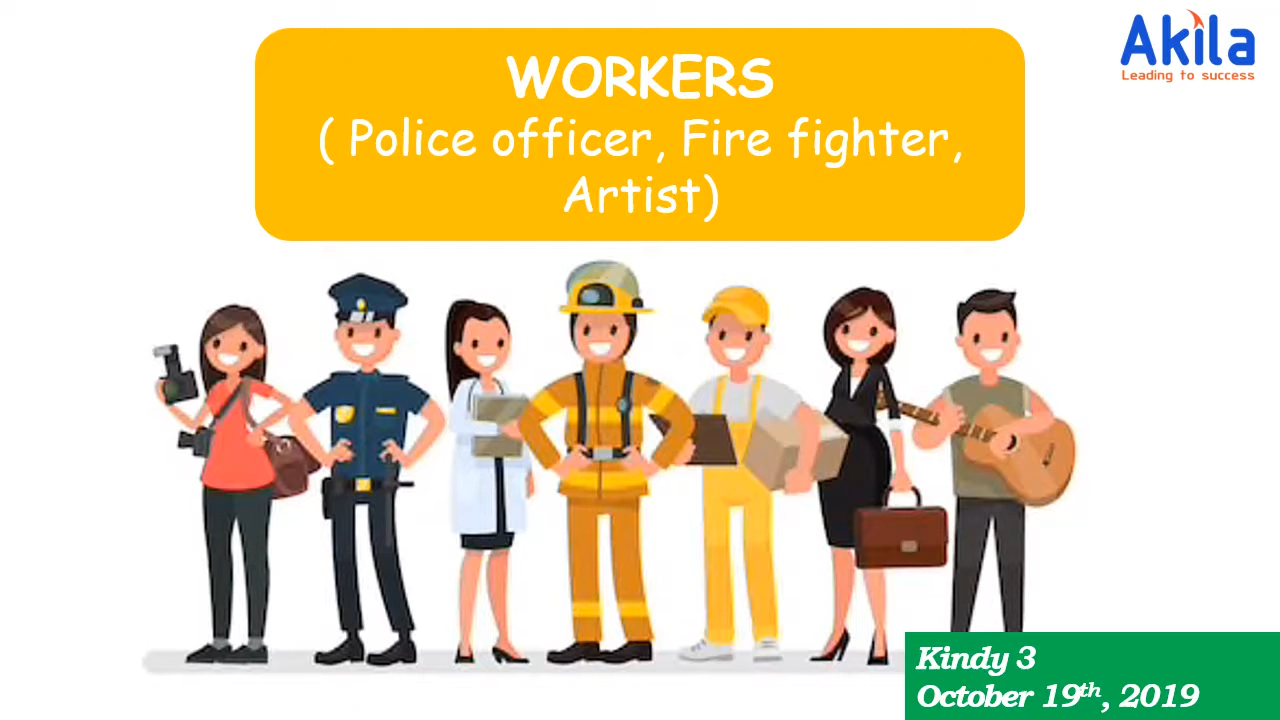 Akila
Leading to success
WORKERS
( Police officer, Fire fighter,
Artist)
Kindy 3
October 19th, 2019